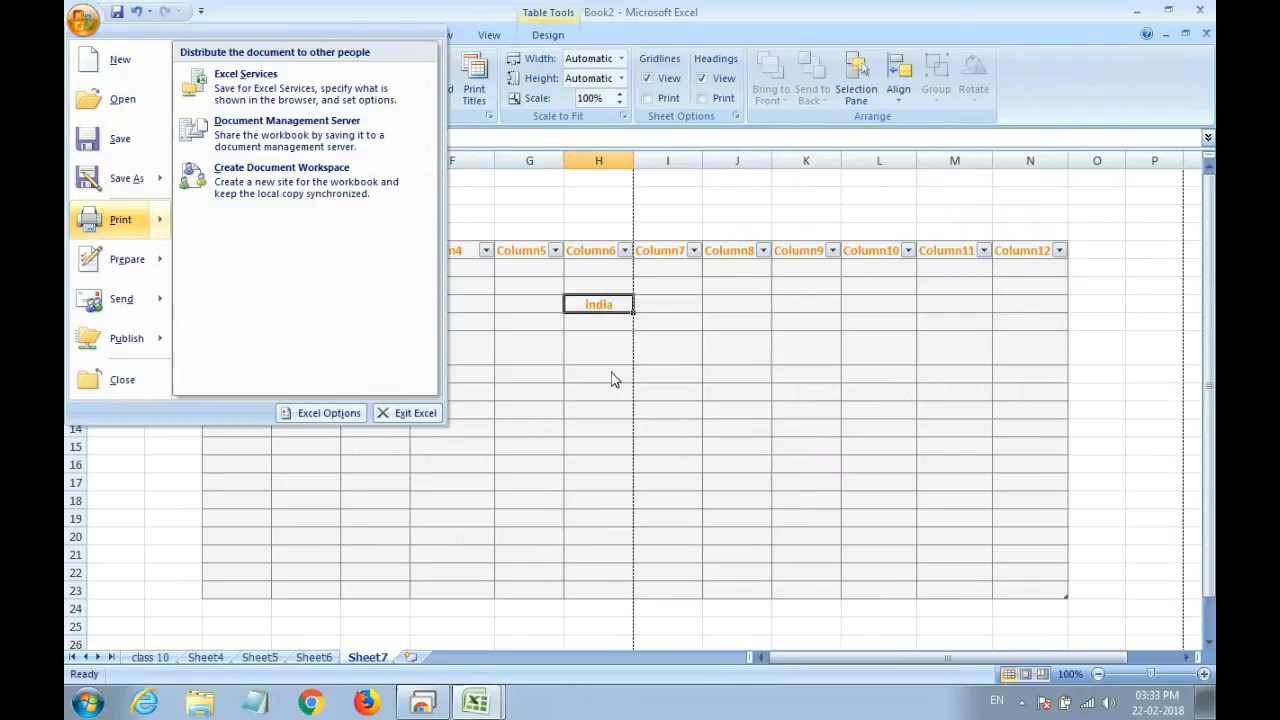 Table Tools
Book2 - Microsoft Excel
View
Design
New
Open
Save
Save As
Print
Prepare
Send
Publish
Close
Distribute the document to other people
Excel Services
Save for Excel Services, specify what is
shown in the browser, and set options.
Document Management Server
Share the workbook by saving it to a
document management server.
Create Document Workspace
Create a new site for the workbook and
keep the local copy synchronized.
Excel Options
Exit Excel
Print
Titles
Width: Automatic
Height: Automatic
Scale: 100%
Scale to Fit
Gridlines Headings
View View
Print Print
Sheet Options
Bring to
Front
Send to
Back
Selection
Pane
Align
Group
Rotate
Arrange
F G H I J K L M N O P
n4 Column5 Column6 Column7 Column8 Column9 Column10 Column11 Column12
india
14
15
16
17
18
19
20
21
22
23
24
25
26
class 10 Sheet4 Sheet5 Sheet6 Sheet7
Ready
100%
EN
03:33 PM
22-02-2018